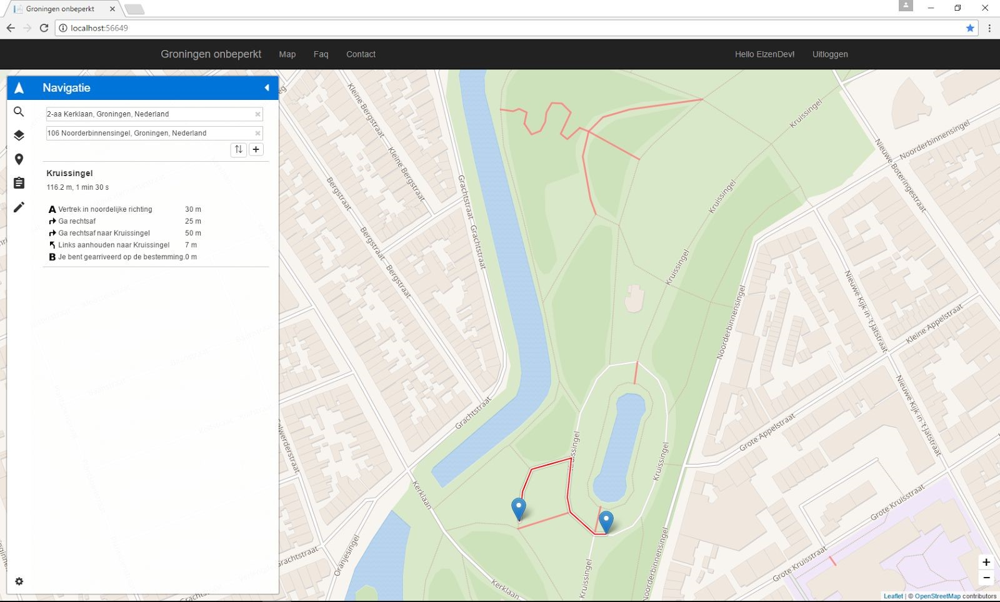 Groningen onbeperkt
localhost:56649
Groningen onbeperkt Map Faq Contact Hello ElzenDev! Uitloggen
Navigatie
2-aa Kerklaan, Groningen, Nederland
106 Noorderbinnensingel, Groningen, Nederland
Kruissingel
116.2 m, 1 min 30 s
A Vertrek in noordelijke richting 30 m
Ga rechtsaf 25 m
Ga rechtsaf naar Kruissingel 50 m
Links aanhouden naar Kruissingel 7 m
B Je bent gearriveerd op de bestemming. 0 m
Kleine Bergstraat
Kleine Bergstraat
Bergstraat
Bergstraat
Bergstraat
Grachtstraat
Grachtstraat
Grachtstraat
Kruissingel
Kruissingel
Kruissingel
Kruissingel
Kruissingel
Kruissingel
Noorderbinnensingel
Noorderbinnensingel
Noorderbinnensingel
Nieuwe Boteringestraat
Nieuwe Kijk in 't Jatstraat
Nieuwe Kijk in 't Jatstraat
Kleine Appelstraat
Grote Appelstraat
Grote Kruisstraat
Grote Kruisstraat
Kerklaan
Kerklaan
Oranjesingel
Grachtstraat
+
−
Leaflet | © OpenStreetMap contributors